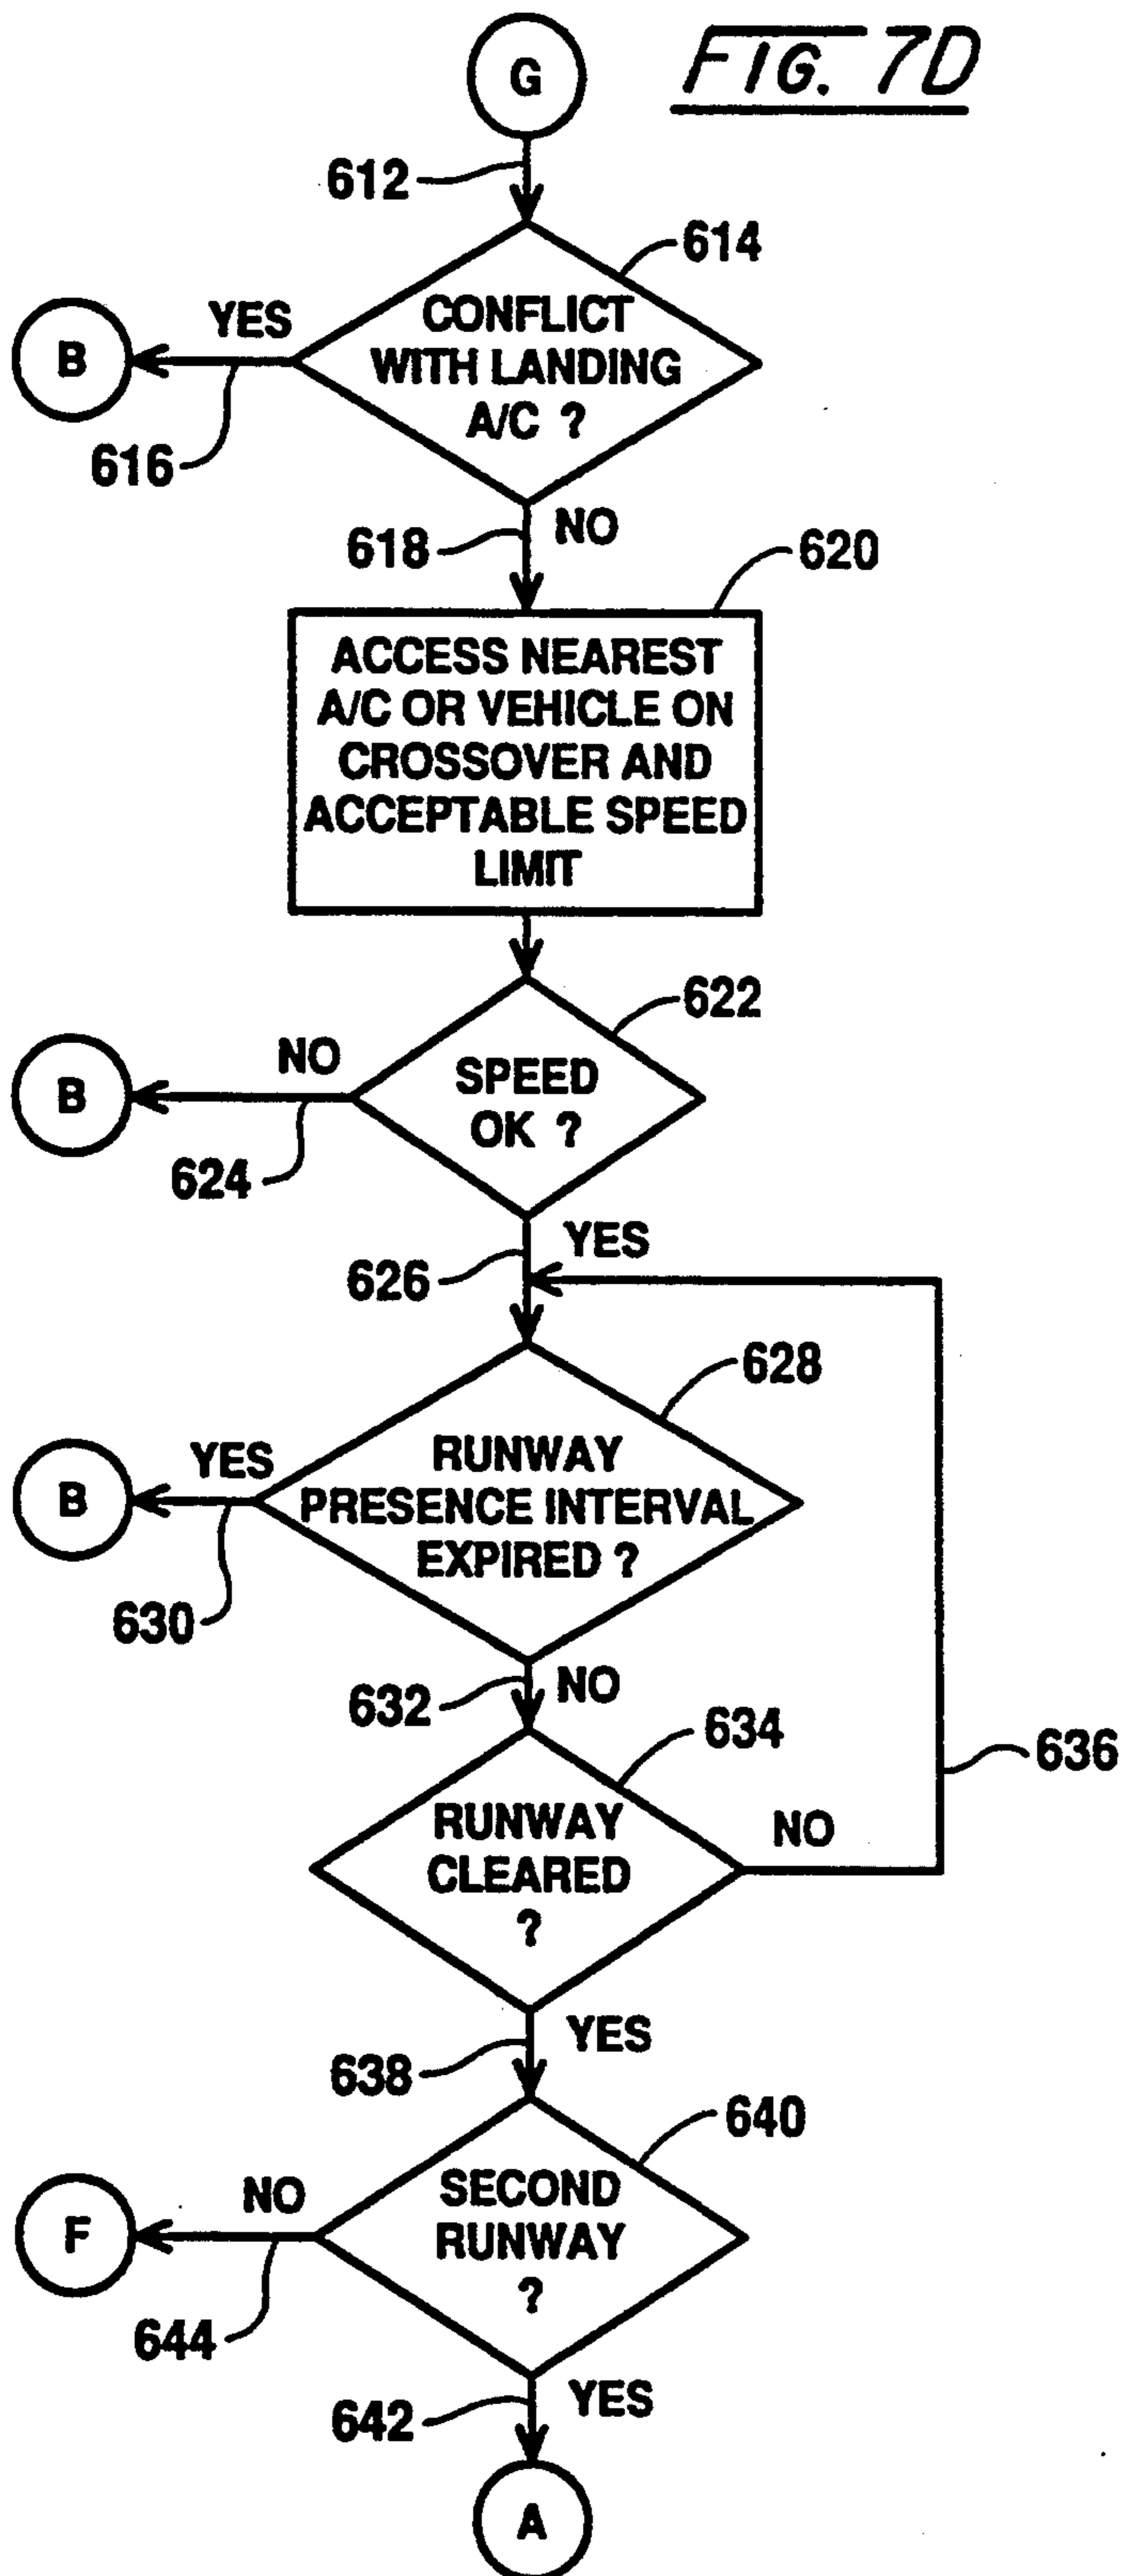 G
FIG. 7D
612
614
CONFLICT
WITH LANDING
A/C ?
YES
B
616
618
NO
620
ACCESS NEAREST
A/C OR VEHICLE ON
CROSSOVER AND
ACCEPTABLE SPEED
LIMIT
622
SPEED
OK ?
NO
B
624
626
YES
628
RUNWAY
PRESENCE INTERVAL
EXPIRED ?
YES
B
630
632
NO
634
RUNWAY
CLEARED
?
NO
636
638
YES
640
SECOND
RUNWAY
?
NO
F
644
642
YES
A